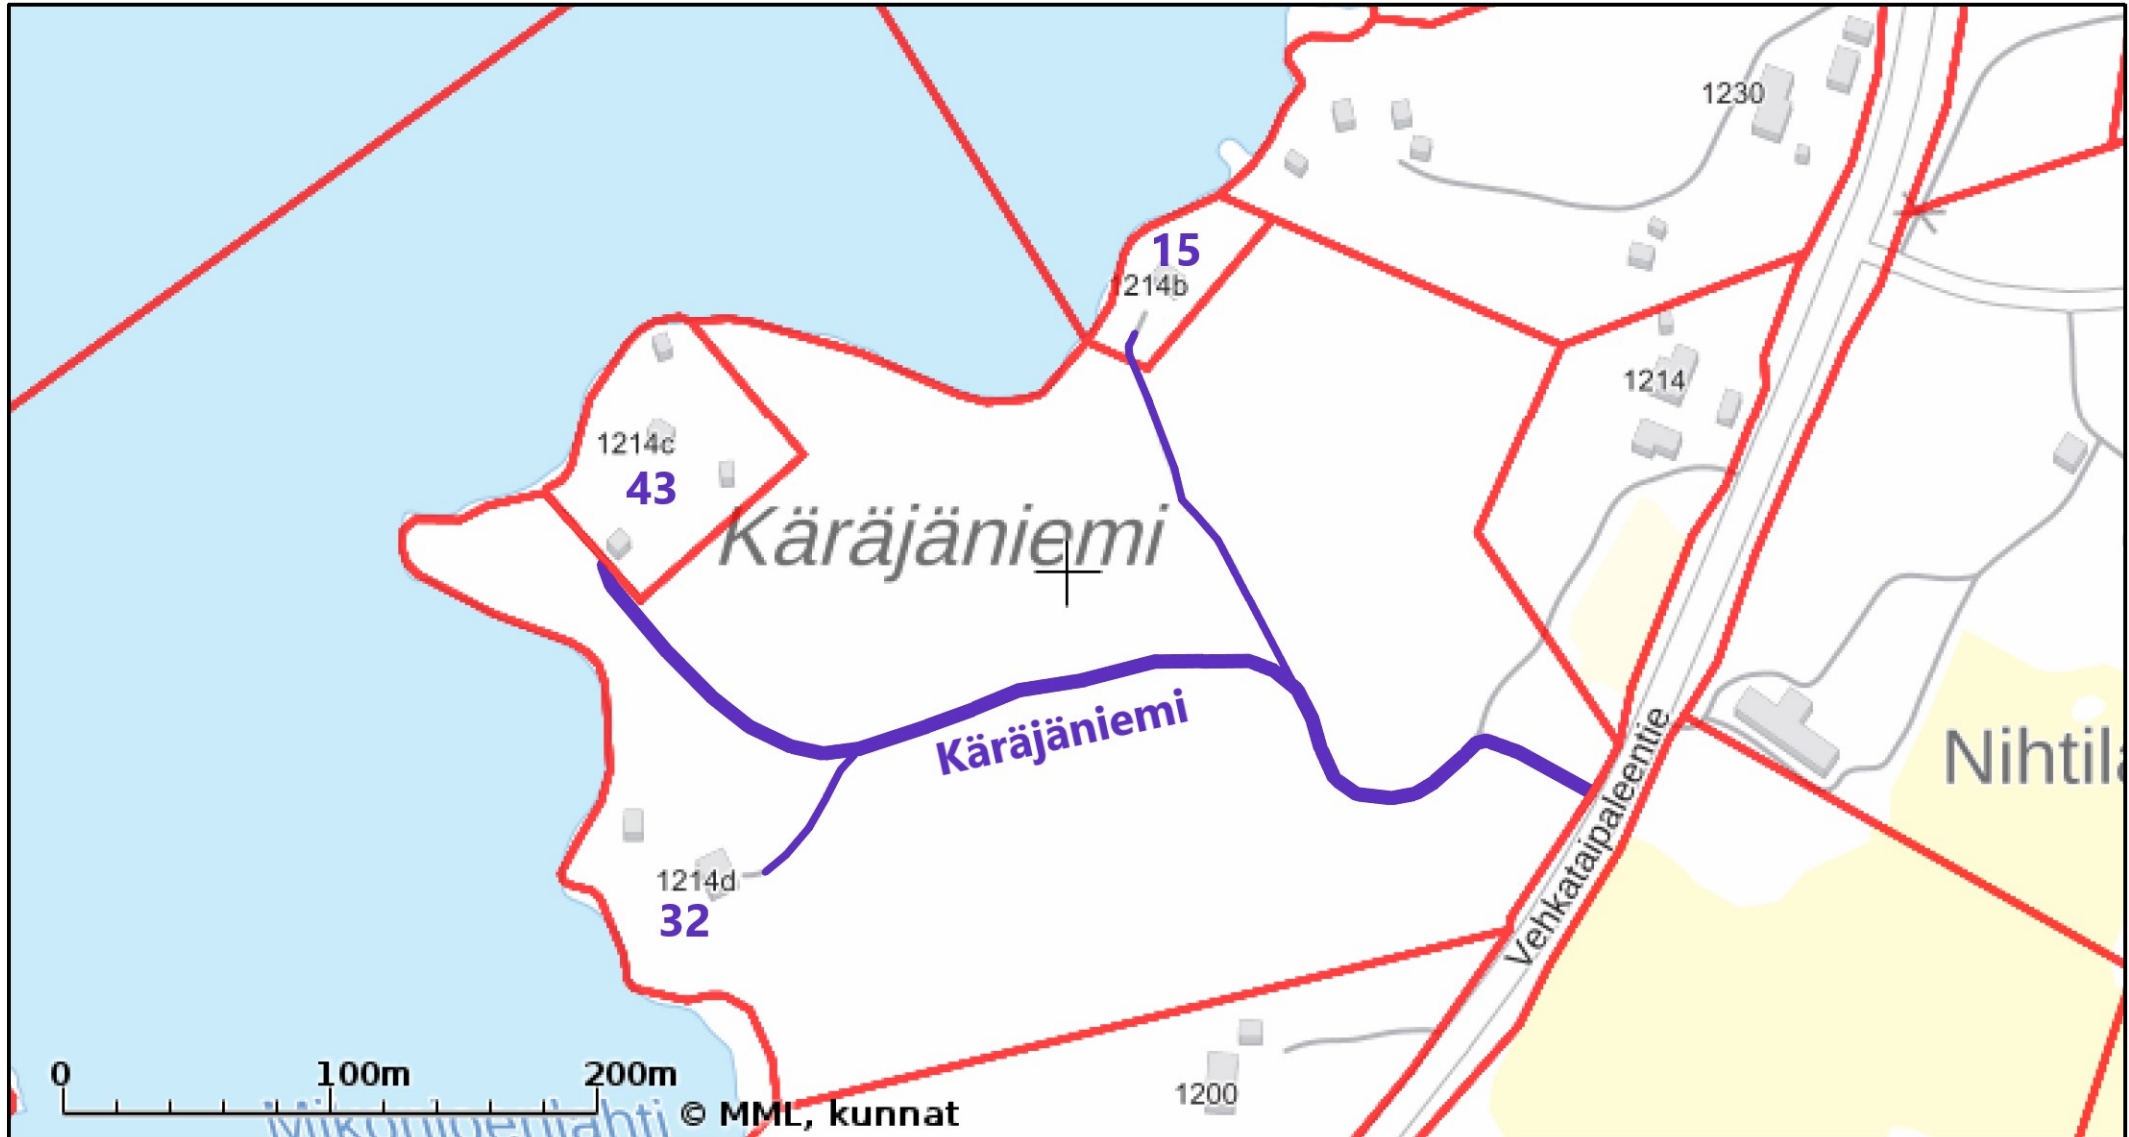 1230
15
1214b
1214
1214c
43
Käräjäniemi
Käräjäniemi
Vehkataipaleentie
Nihtilä
1214d
32
0 100m 200m
© MML, kunnat
1200